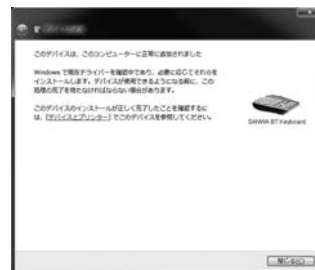 このデバイスは、このコンピューターに正常に追加されました
Windows で現在ドライバーを確認中であり、必要に応じてそれらを
インストールします。デバイスが使用できるようになる前に、この
処理の完了を待たなければならない場合があります。
このデバイスのインストールが正しく完了したことを確認するに
は、[デバイスとプリンター] でこのデバイスを参照してください。
SANWA BT Keyboard
閉じる(C)